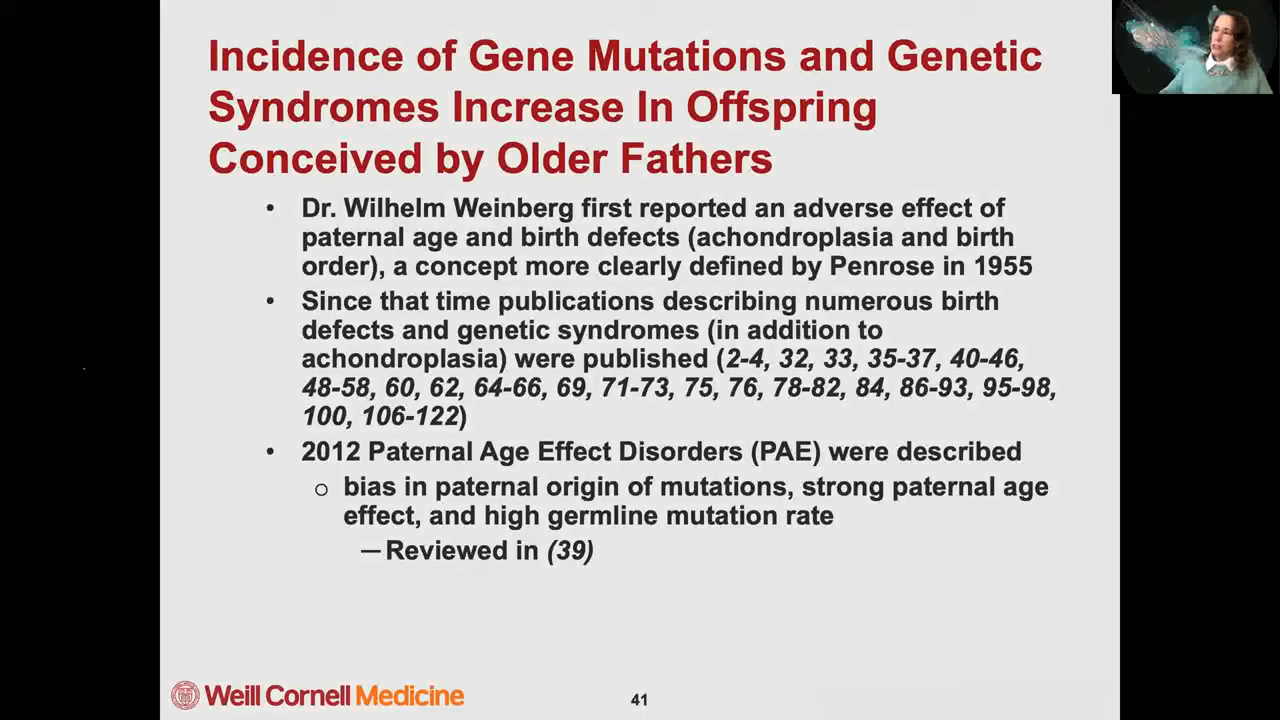 Incidence of Gene Mutations and Genetic
Syndromes Increase In Offspring
Conceived by Older Fathers
• Dr. Wilhelm Weinberg first reported an adverse effect of
paternal age and birth defects (achondroplasia and birth
order), a concept more clearly defined by Penrose in 1955
• Since that time publications describing numerous birth
defects and genetic syndromes (in addition to
achondroplasia) were published (2-4, 32, 33, 35-37, 40-46,
48-58, 60, 62, 64-66, 69, 71-73, 75, 76, 78-82, 84, 86-93, 95-98,
100, 106-122)
• 2012 Paternal Age Effect Disorders (PAE) were described
o bias in paternal origin of mutations, strong paternal age
effect, and high germline mutation rate
—Reviewed in (39)
Weill Cornell Medicine
41